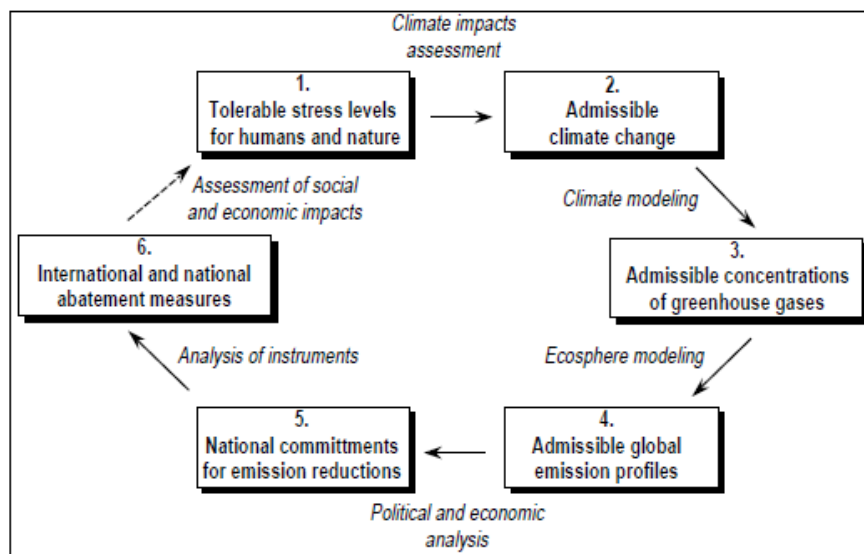 Climate impacts
assessment
1.
Tolerable stress levels
for humans and nature
2.
Admissible
climate change
Assessment of social
and economic impacts
Climate modeling
6.
International and national
abatement measures
3.
Admissible concentrations
of greenhouse gases
Analysis of instruments
Ecosphere modeling
5.
National committments
for emission reductions
4.
Admissible global
emission profiles
Political and economic
analysis